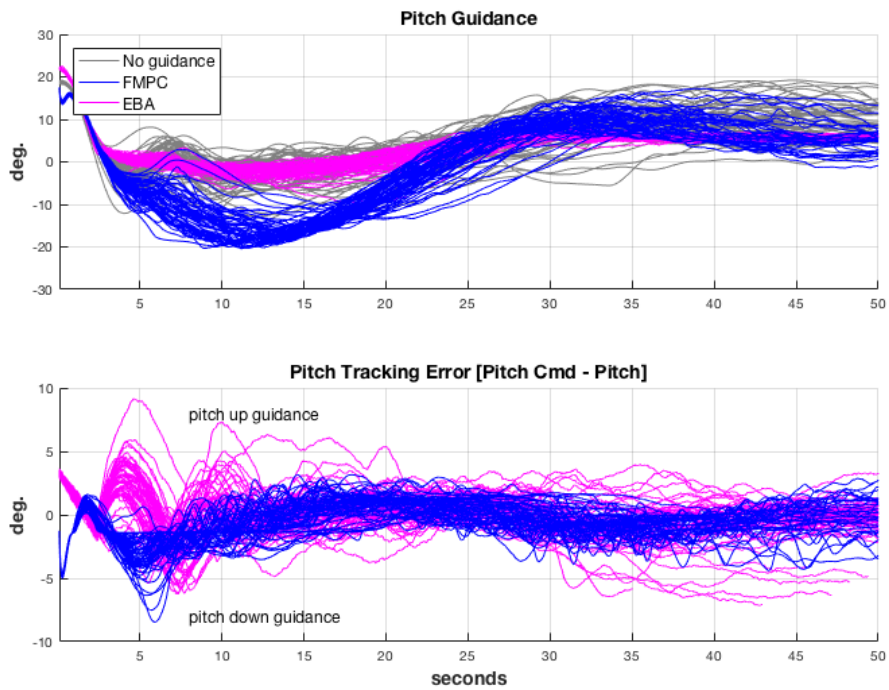 Pitch Guidance
30
20
10
0
-10
-20
-30
deg.
No guidance
FMPC
EBA
5 10 15 20 25 30 35 40 45 50
Pitch Tracking Error [Pitch Cmd - Pitch]
10
5
0
-5
-10
deg.
pitch up guidance
pitch down guidance
5 10 15 20 25 30 35 40 45 50
seconds